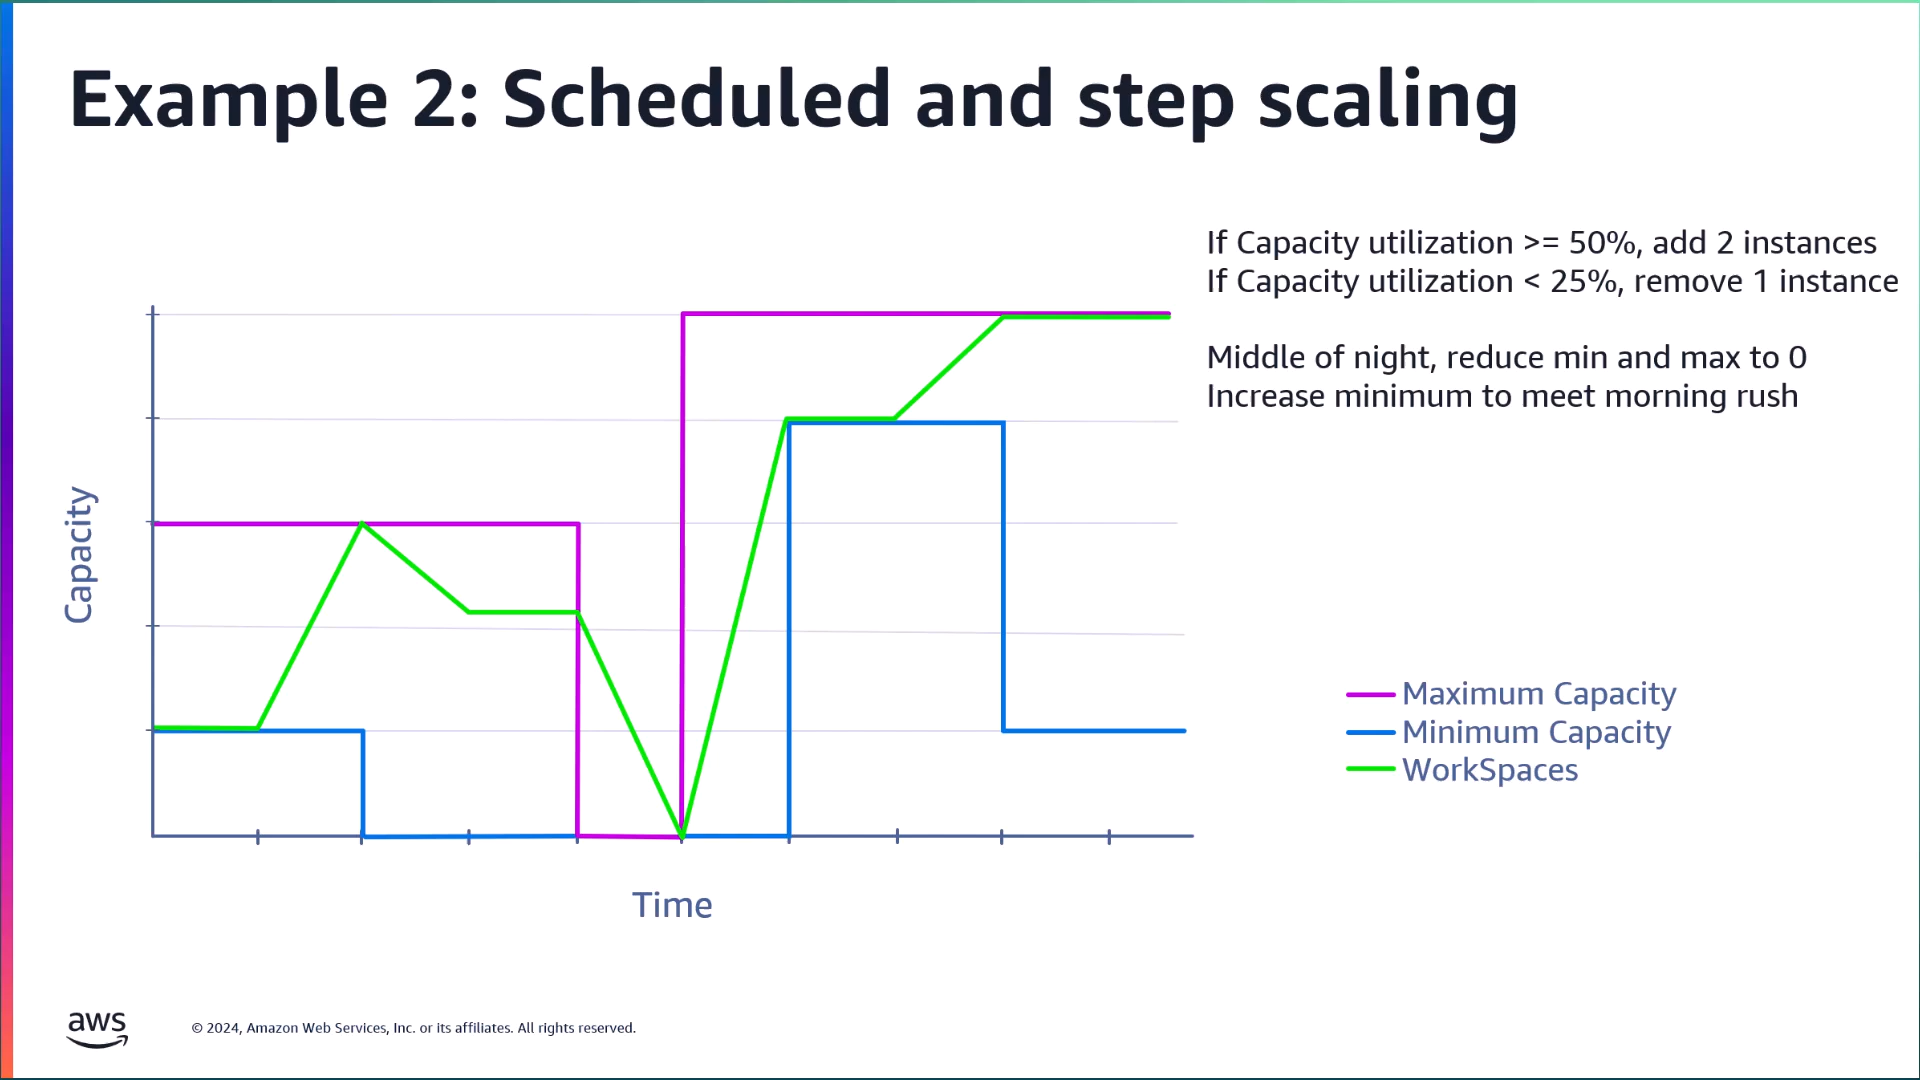 Example 2: Scheduled and step scaling
If Capacity utilization >= 50%, add 2 instances
If Capacity utilization < 25%, remove 1 instance
Middle of night, reduce min and max to 0
Increase minimum to meet morning rush
Capacity
Maximum Capacity
Minimum Capacity
WorkSpaces
Time
aws
© 2024, Amazon Web Services, Inc. or its affiliates. All rights reserved.